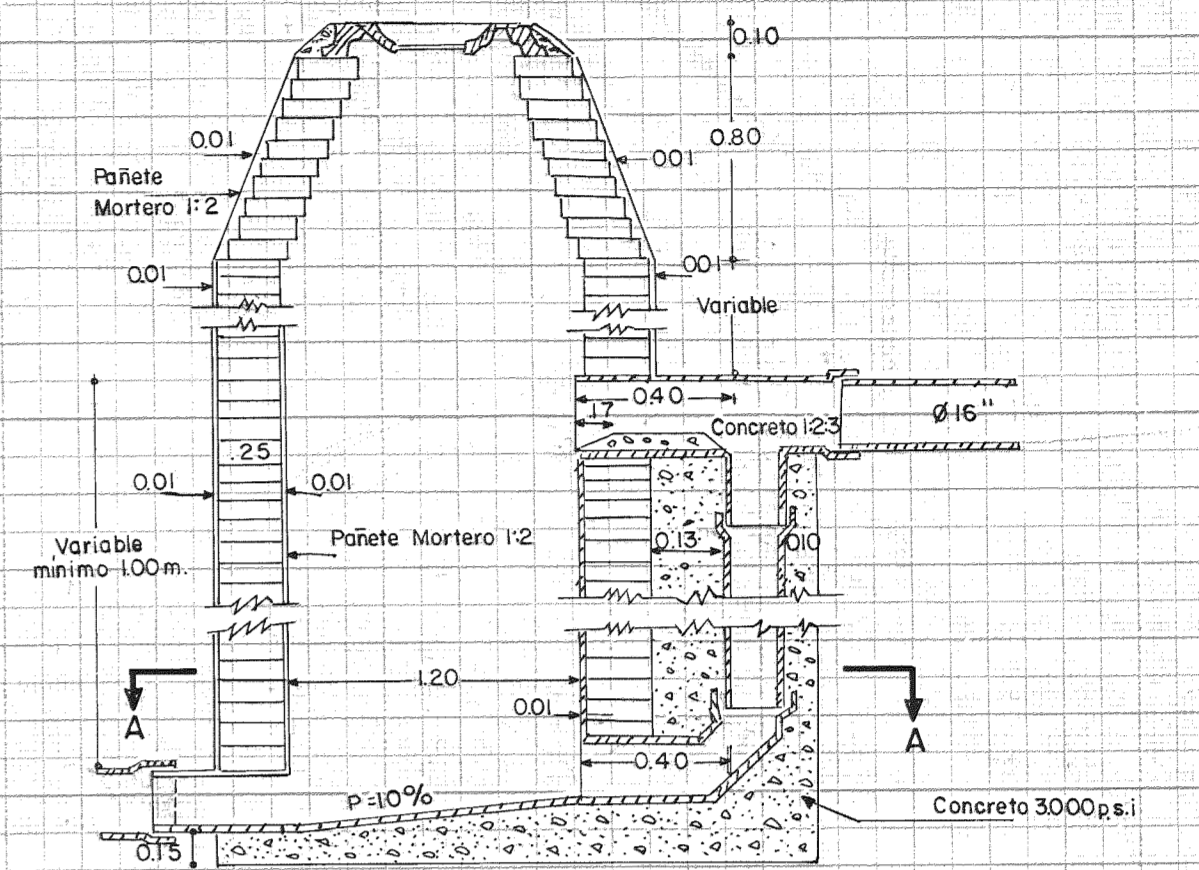 0.10
0.01
0.01
0.80
Pañete
Mortero 1:2
0.01
0.01
Variable
0.40
.17
Concreto 1:2:3
Ø16"
.25
0.01
0.01
Pañete Mortero 1:2
0.13
0.10
Variable
mínimo 1.00 m.
1.20
0.01
A
A
0.40
P=10%
Concreto 3.000 p.s.i
0.15